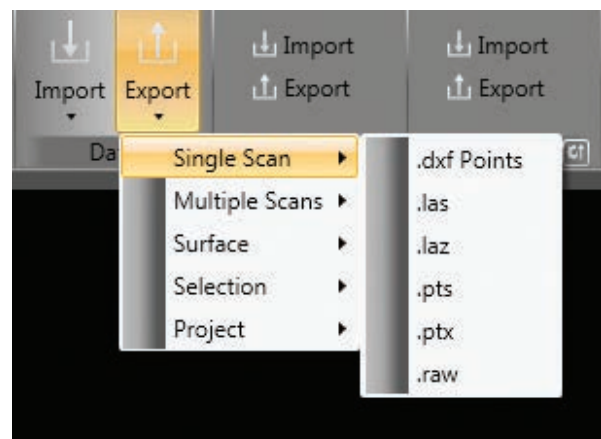 Import Export Import Import
Export Export
Da
Single Scan
Multiple Scans
Surface
Selection
Project
.dxf Points
.las
.laz
.pts
.ptx
.raw